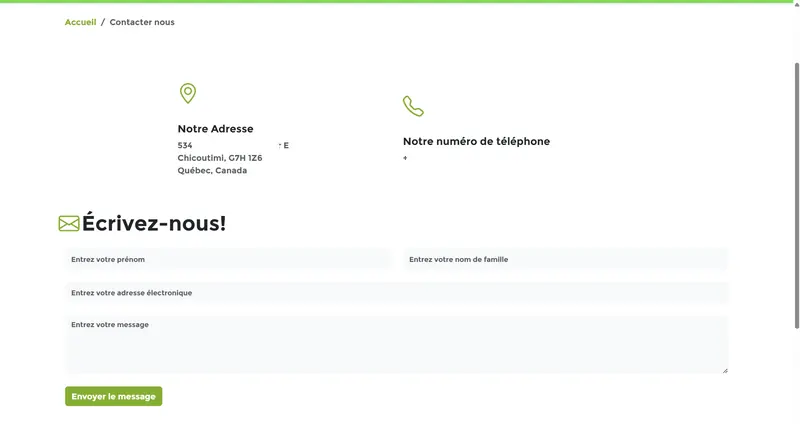 Accueil / Contacter nous
Notre Adresse
534 E
Chicoutimi, G7H 1Z6
Québec, Canada
Notre numéro de téléphone
+
Écrivez-nous!
Entrez votre prénom
Entrez votre nom de famille
Entrez votre adresse électronique
Entrez votre message
Envoyer le message